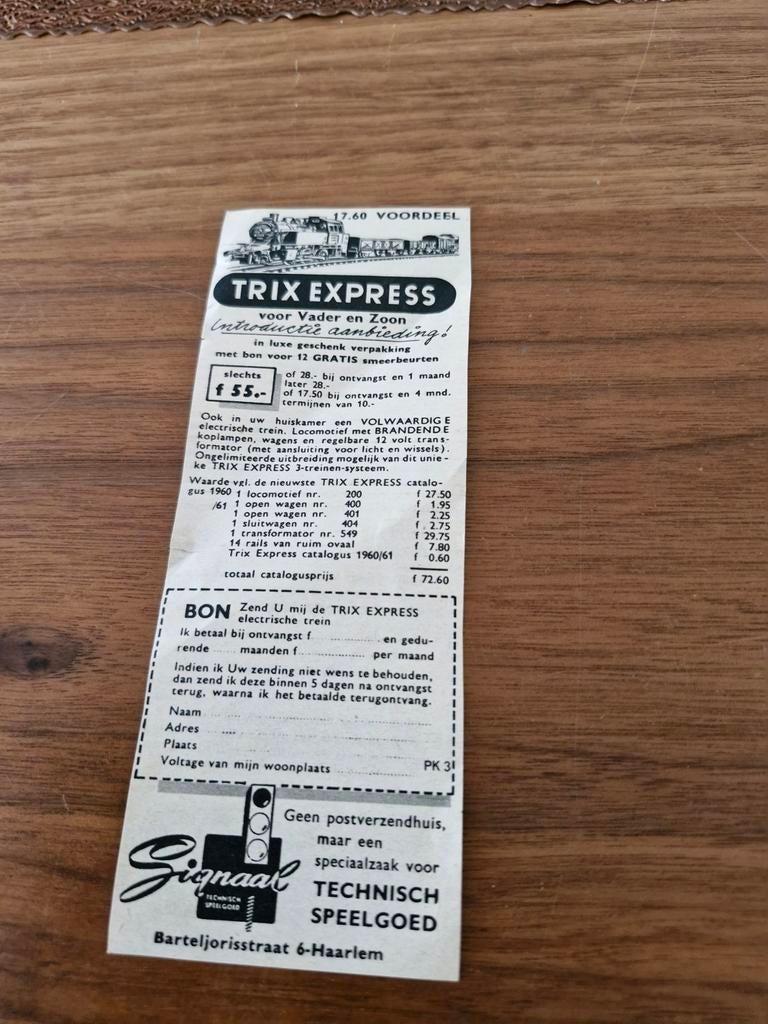 17.60 VOORDEEL
TRIX EXPRESS
voor Vader en Zoon
Introductie aanbieding!
in luxe geschenk verpakking
met bon voor 12 GRATIS smeerbeurten
slechts
f 55.-
of 28.- bij ontvangst en 1 maand
later 28.-
of 17.50 bij ontvangst en 4 mnd.
termijnen van 10.-
Ook in uw huiskamer een VOLWAARDIGE
electrische trein. Locomotief met BRANDENDE
koplampen, wagens en regelbare 12 volt trans-
formator (met aansluiting voor licht en wissels).
Ongelimiteerde uitbreiding mogelijk van dit unie-
ke TRIX EXPRESS 3-treinen-systeem.
Waarde vgl. de nieuwste TRIX EXPRESS catalo-
gus 1960 1 locomotief nr. 200 f 27.50
/61 1 open wagen nr. 400 f 1.95
1 open wagen nr. 401 f 2.25
1 sluitwagen nr. 404 f 2.75
1 transformator nr. 549 f 29.75
14 rails van ruim ovaal f 7.80
Trix Express catalogus 1960/61 f 0.60
totaal catalogusprijs f 72.60
BON Zend U mij de TRIX EXPRESS
electrische trein
Ik betaal bij ontvangst f ............... en gedu-
rende ...... maanden f ............... per maand
Indien ik Uw zending niet wens te behouden,
dan zend ik deze binnen 5 dagen na ontvangst
terug, waarna ik het betaalde terugontvang.
Naam
Adres
Plaats
Voltage van mijn woonplaats ............... PK 3
Geen postverzendhuis,
maar een
speciaalzaak voor
TECHNISCH
SPEELGOED
Signaal
TECHNISCH
SPEELGOED
Barteljorisstraat 6-Haarlem